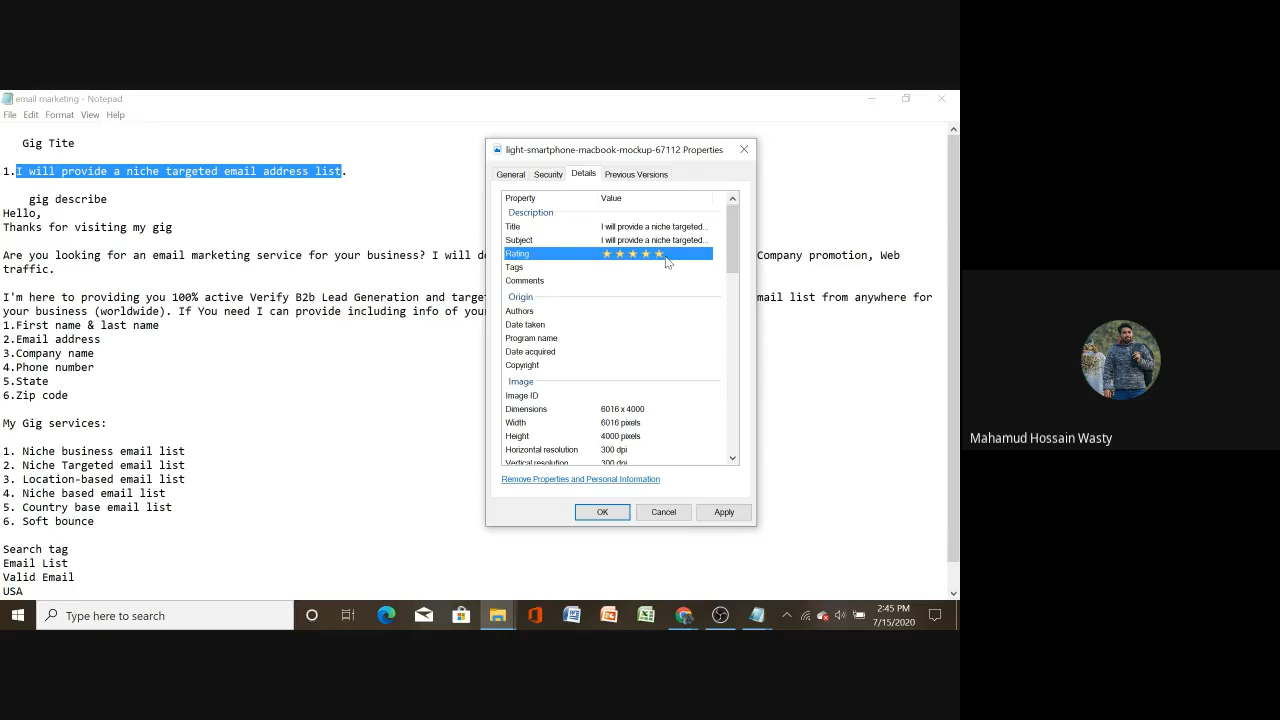 email marketing - Notepad
File Edit Format View Help
Gig Tite
1.I will provide a niche targeted email address list.
gig describe
Hello,
Thanks for visiting my gig
Are you looking for an email marketing service for your business? I will d Company promotion, Web
traffic.
I'm here to providing you 100% active Verify B2b Lead Generation and targe mail list from anywhere for
your business (worldwide). If You need I can provide including info of you
1.First name & last name
2.Email address
3.Company name
4.Phone number
5.State
6.Zip code
My Gig services:
1. Niche business email list
2. Niche Targeted email list
3. Location-based email list
4. Niche based email list
5. Country base email list
6. Soft bounce
Search tag
Email List
Valid Email
USA
light-smartphone-macbook-mockup-67112 Properties
General Security Details Previous Versions
Property Value
Description
Title I will provide a niche targeted...
Subject I will provide a niche targeted...
Rating
Tags
Comments
Origin
Authors
Date taken
Program name
Date acquired
Copyright
Image
Image ID
Dimensions 6016 x 4000
Width 6016 pixels
Height 4000 pixels
Horizontal resolution 300 dpi
Vertical resolution 300 dpi
Remove Properties and Personal Information
OK Cancel Apply
Type here to search
2:45 PM
7/15/2020
Mahamud Hossain Wasty